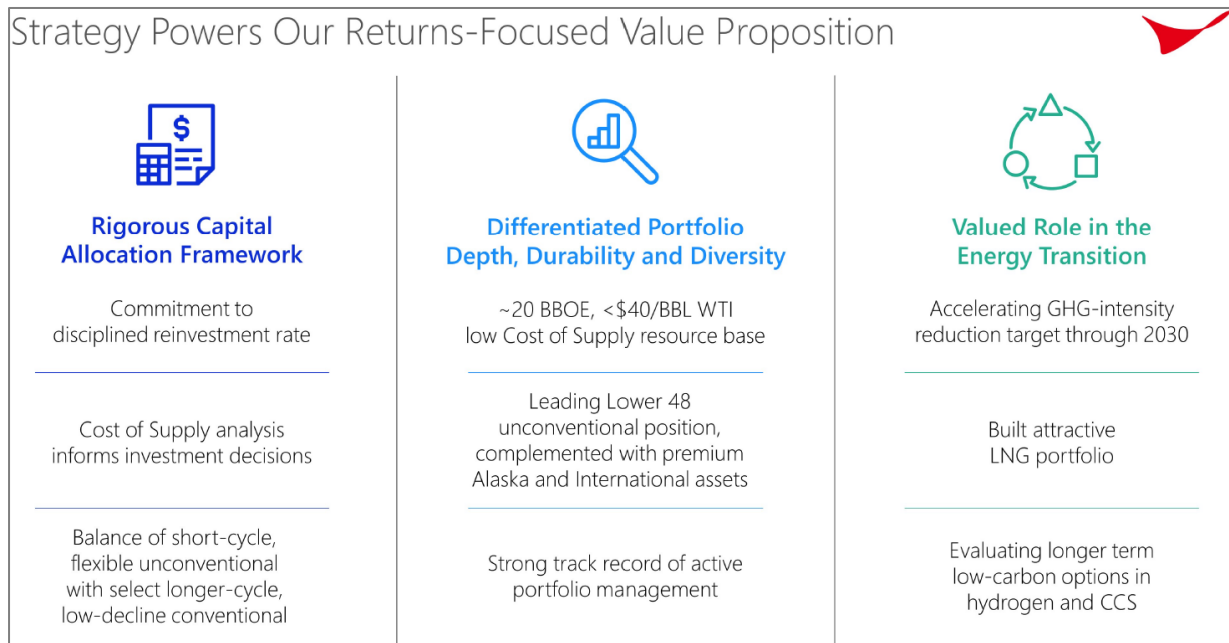 Strategy Powers Our Returns-Focused Value Proposition
$
Rigorous Capital
Allocation Framework
Commitment to
disciplined reinvestment rate
Cost of Supply analysis
informs investment decisions
Balance of short-cycle,
flexible unconventional
with select longer-cycle,
low-decline conventional
Differentiated Portfolio
Depth, Durability and Diversity
~20 BBOE, <$40/BBL WTI
low Cost of Supply resource base
Leading Lower 48
unconventional position,
complemented with premium
Alaska and International assets
Strong track record of active
portfolio management
Valued Role in the
Energy Transition
Accelerating GHG-intensity
reduction target through 2030
Built attractive
LNG portfolio
Evaluating longer term
low-carbon options in
hydrogen and CCS